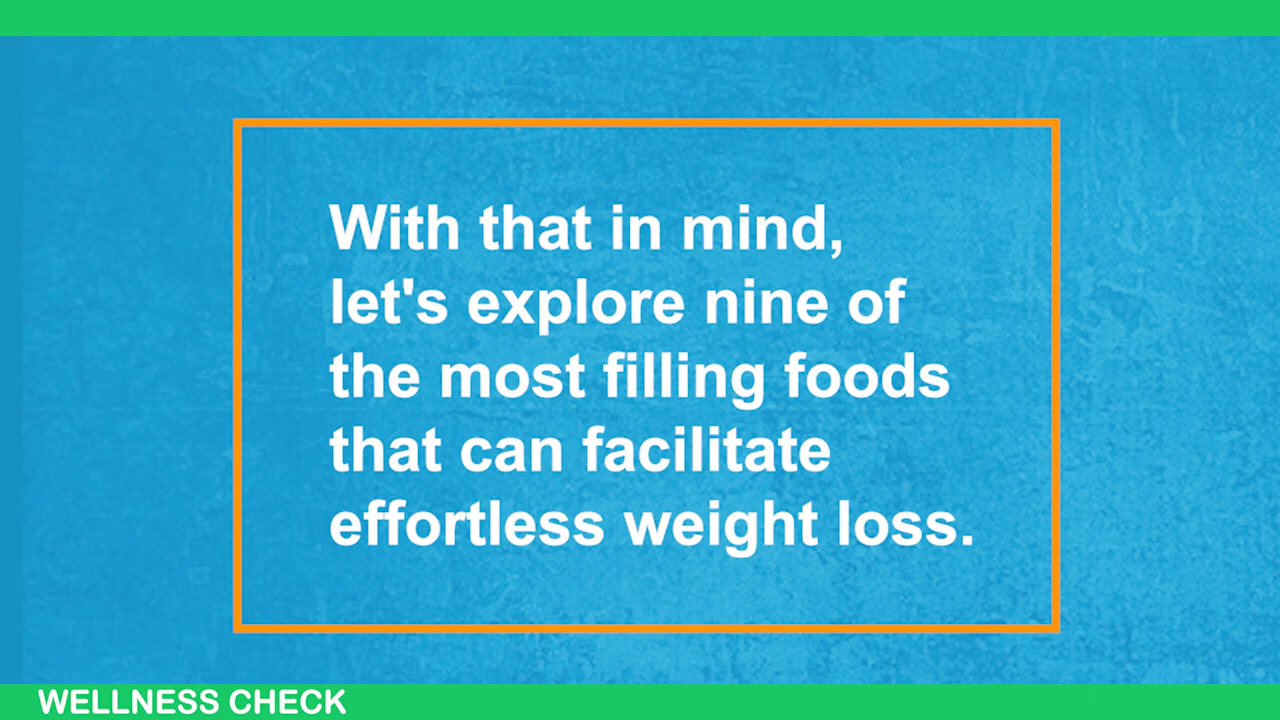 With that in mind,
let's explore nine of
the most filling foods
that can facilitate
effortless weight loss.
WELLNESS CHECK